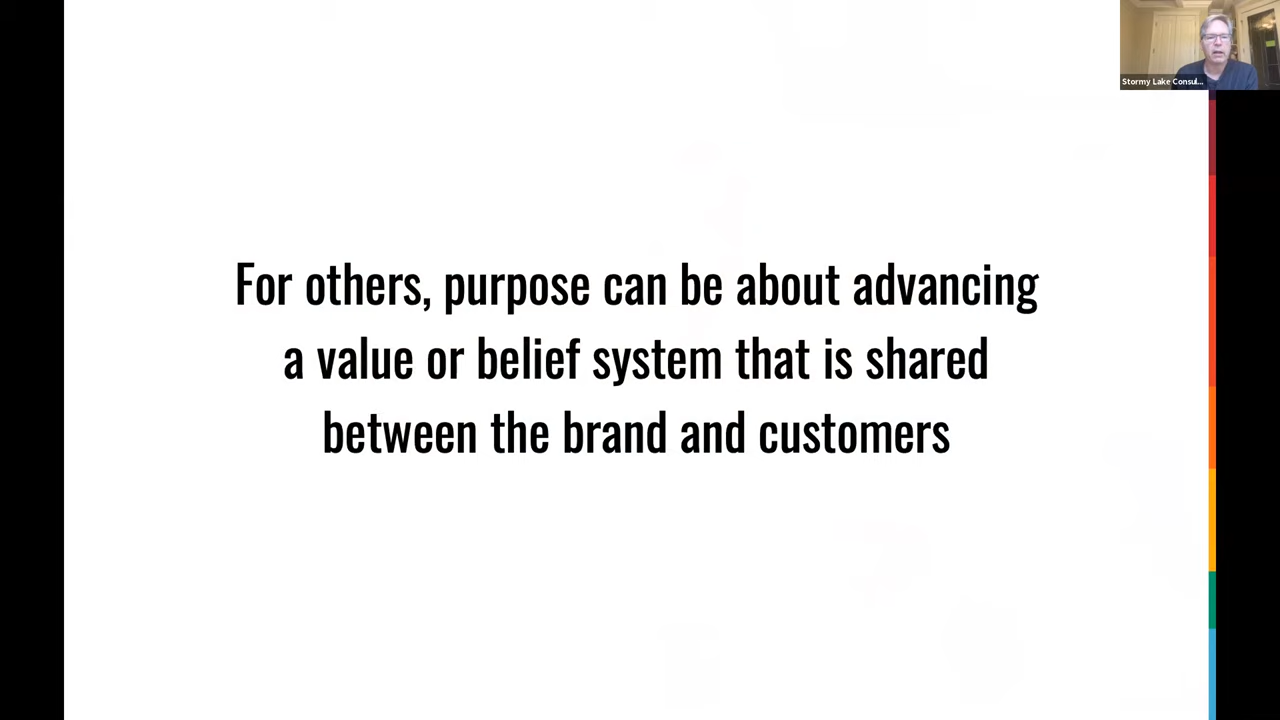 Stormy Lake Consul...
For others, purpose can be about advancing
a value or belief system that is shared
between the brand and customers